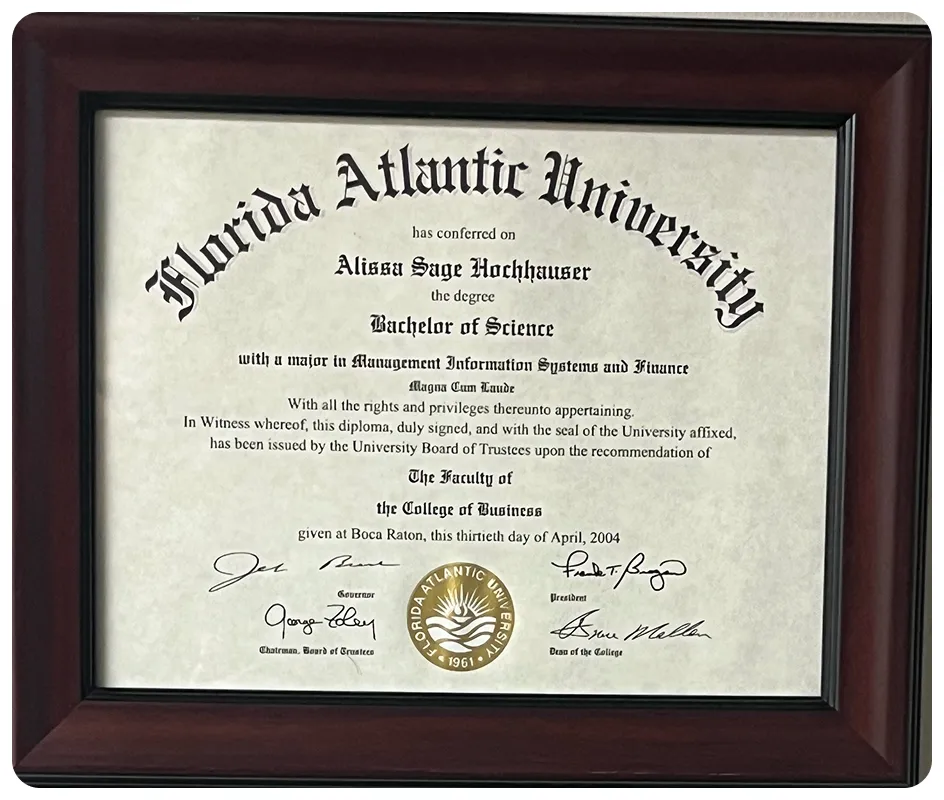 Florida Atlantic University
has conferred on
Alissa Sage Hochhauser
the degree
Bachelor of Science
with a major in Management Information Systems and Finance
Magna Cum Laude
With all the rights and privileges thereunto appertaining.
In Witness whereof, this diploma, duly signed, and with the seal of the University affixed,
has been issued by the University Board of Trustees upon the recommendation of
The Faculty of
the College of Business
given at Boca Raton, this thirtieth day of April, 2004
Governor
President
George Zoley
Chairman, Board of Trustees
Dean of the College
FLORIDA ATLANTIC UNIVERSITY
1961